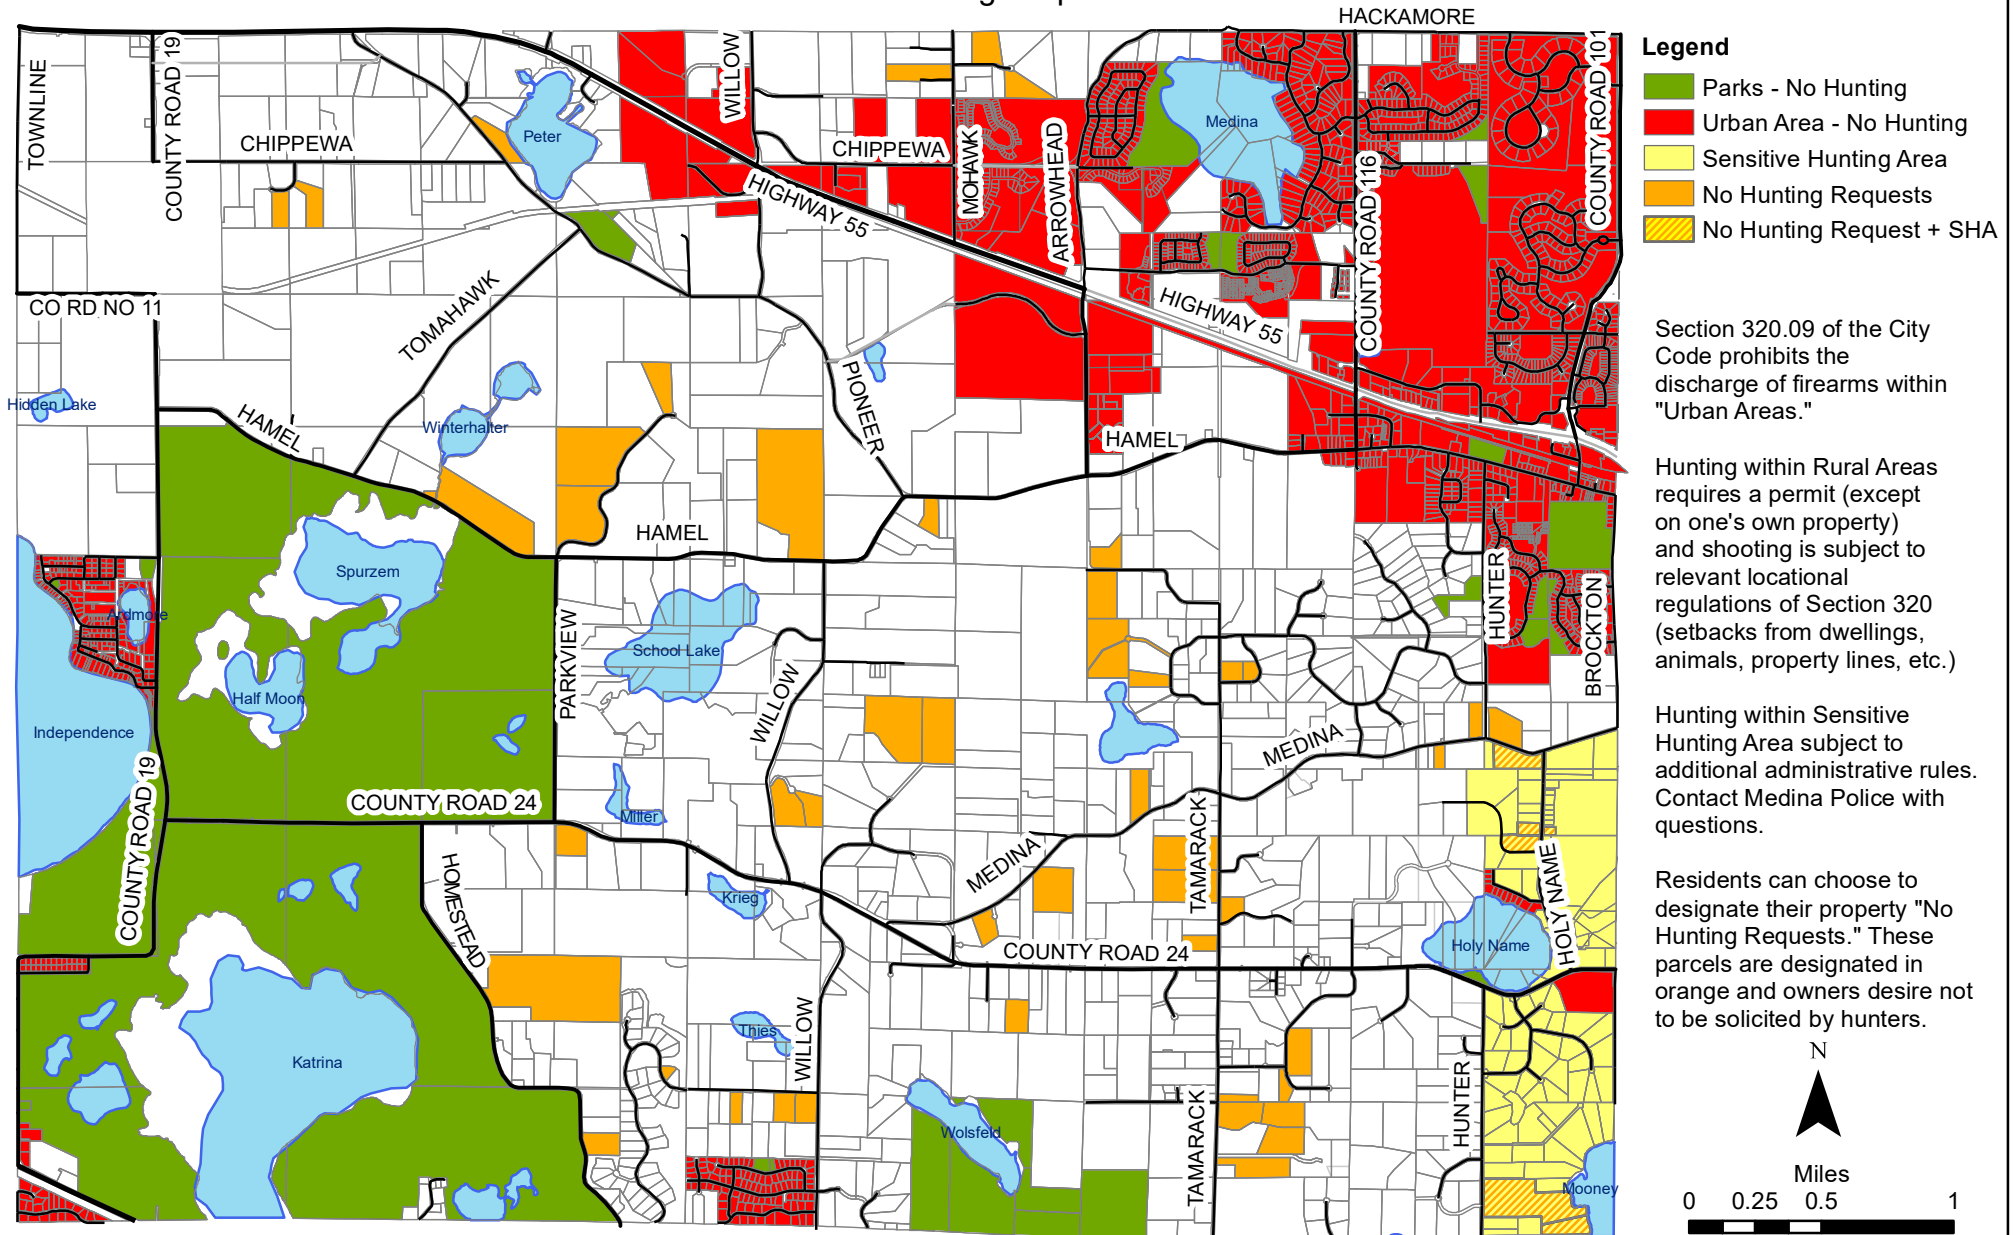 HACKAMORE
TOWNLINE
COUNTY ROAD 19
WILLOW
COUNTY ROAD 101
Peter
Medina
CHIPPEWA
CHIPPEWA
MOHAWK
ARROWHEAD
COUNTY ROAD 116
HIGHWAY 55
TOMAHAWK
CO RD NO 11
HIGHWAY 55
PIONEER
Hidden Lake
HAMEL
Winterhalter
HAMEL
HAMEL
Spurzem
Ardmore
PARKVIEW
School Lake
HUNTER
BROCKTON
Half Moon
WILLOW
Independence
MEDINA
COUNTY ROAD 19
COUNTY ROAD 24
Miller
TAMARACK
MEDINA
HOMESTEAD
Krieg
HOLY NAME
Holy Name
COUNTY ROAD 24
WILLOW
Thies
Katrina
HUNTER
TAMARACK
Wolsfeld
Mooney
Legend
Parks - No Hunting
Urban Area - No Hunting
Sensitive Hunting Area
No Hunting Requests
No Hunting Request + SHA
Section 320.09 of the City
Code prohibits the
discharge of firearms within
"Urban Areas."
Hunting within Rural Areas
requires a permit (except
on one's own property)
and shooting is subject to
relevant locational
regulations of Section 320
(setbacks from dwellings,
animals, property lines, etc.)
Hunting within Sensitive
Hunting Area subject to
additional administrative rules.
Contact Medina Police with
questions.
Residents can choose to
designate their property "No
Hunting Requests." These
parcels are designated in
orange and owners desire not
to be solicited by hunters.
N
Miles
0 0.25 0.5 1